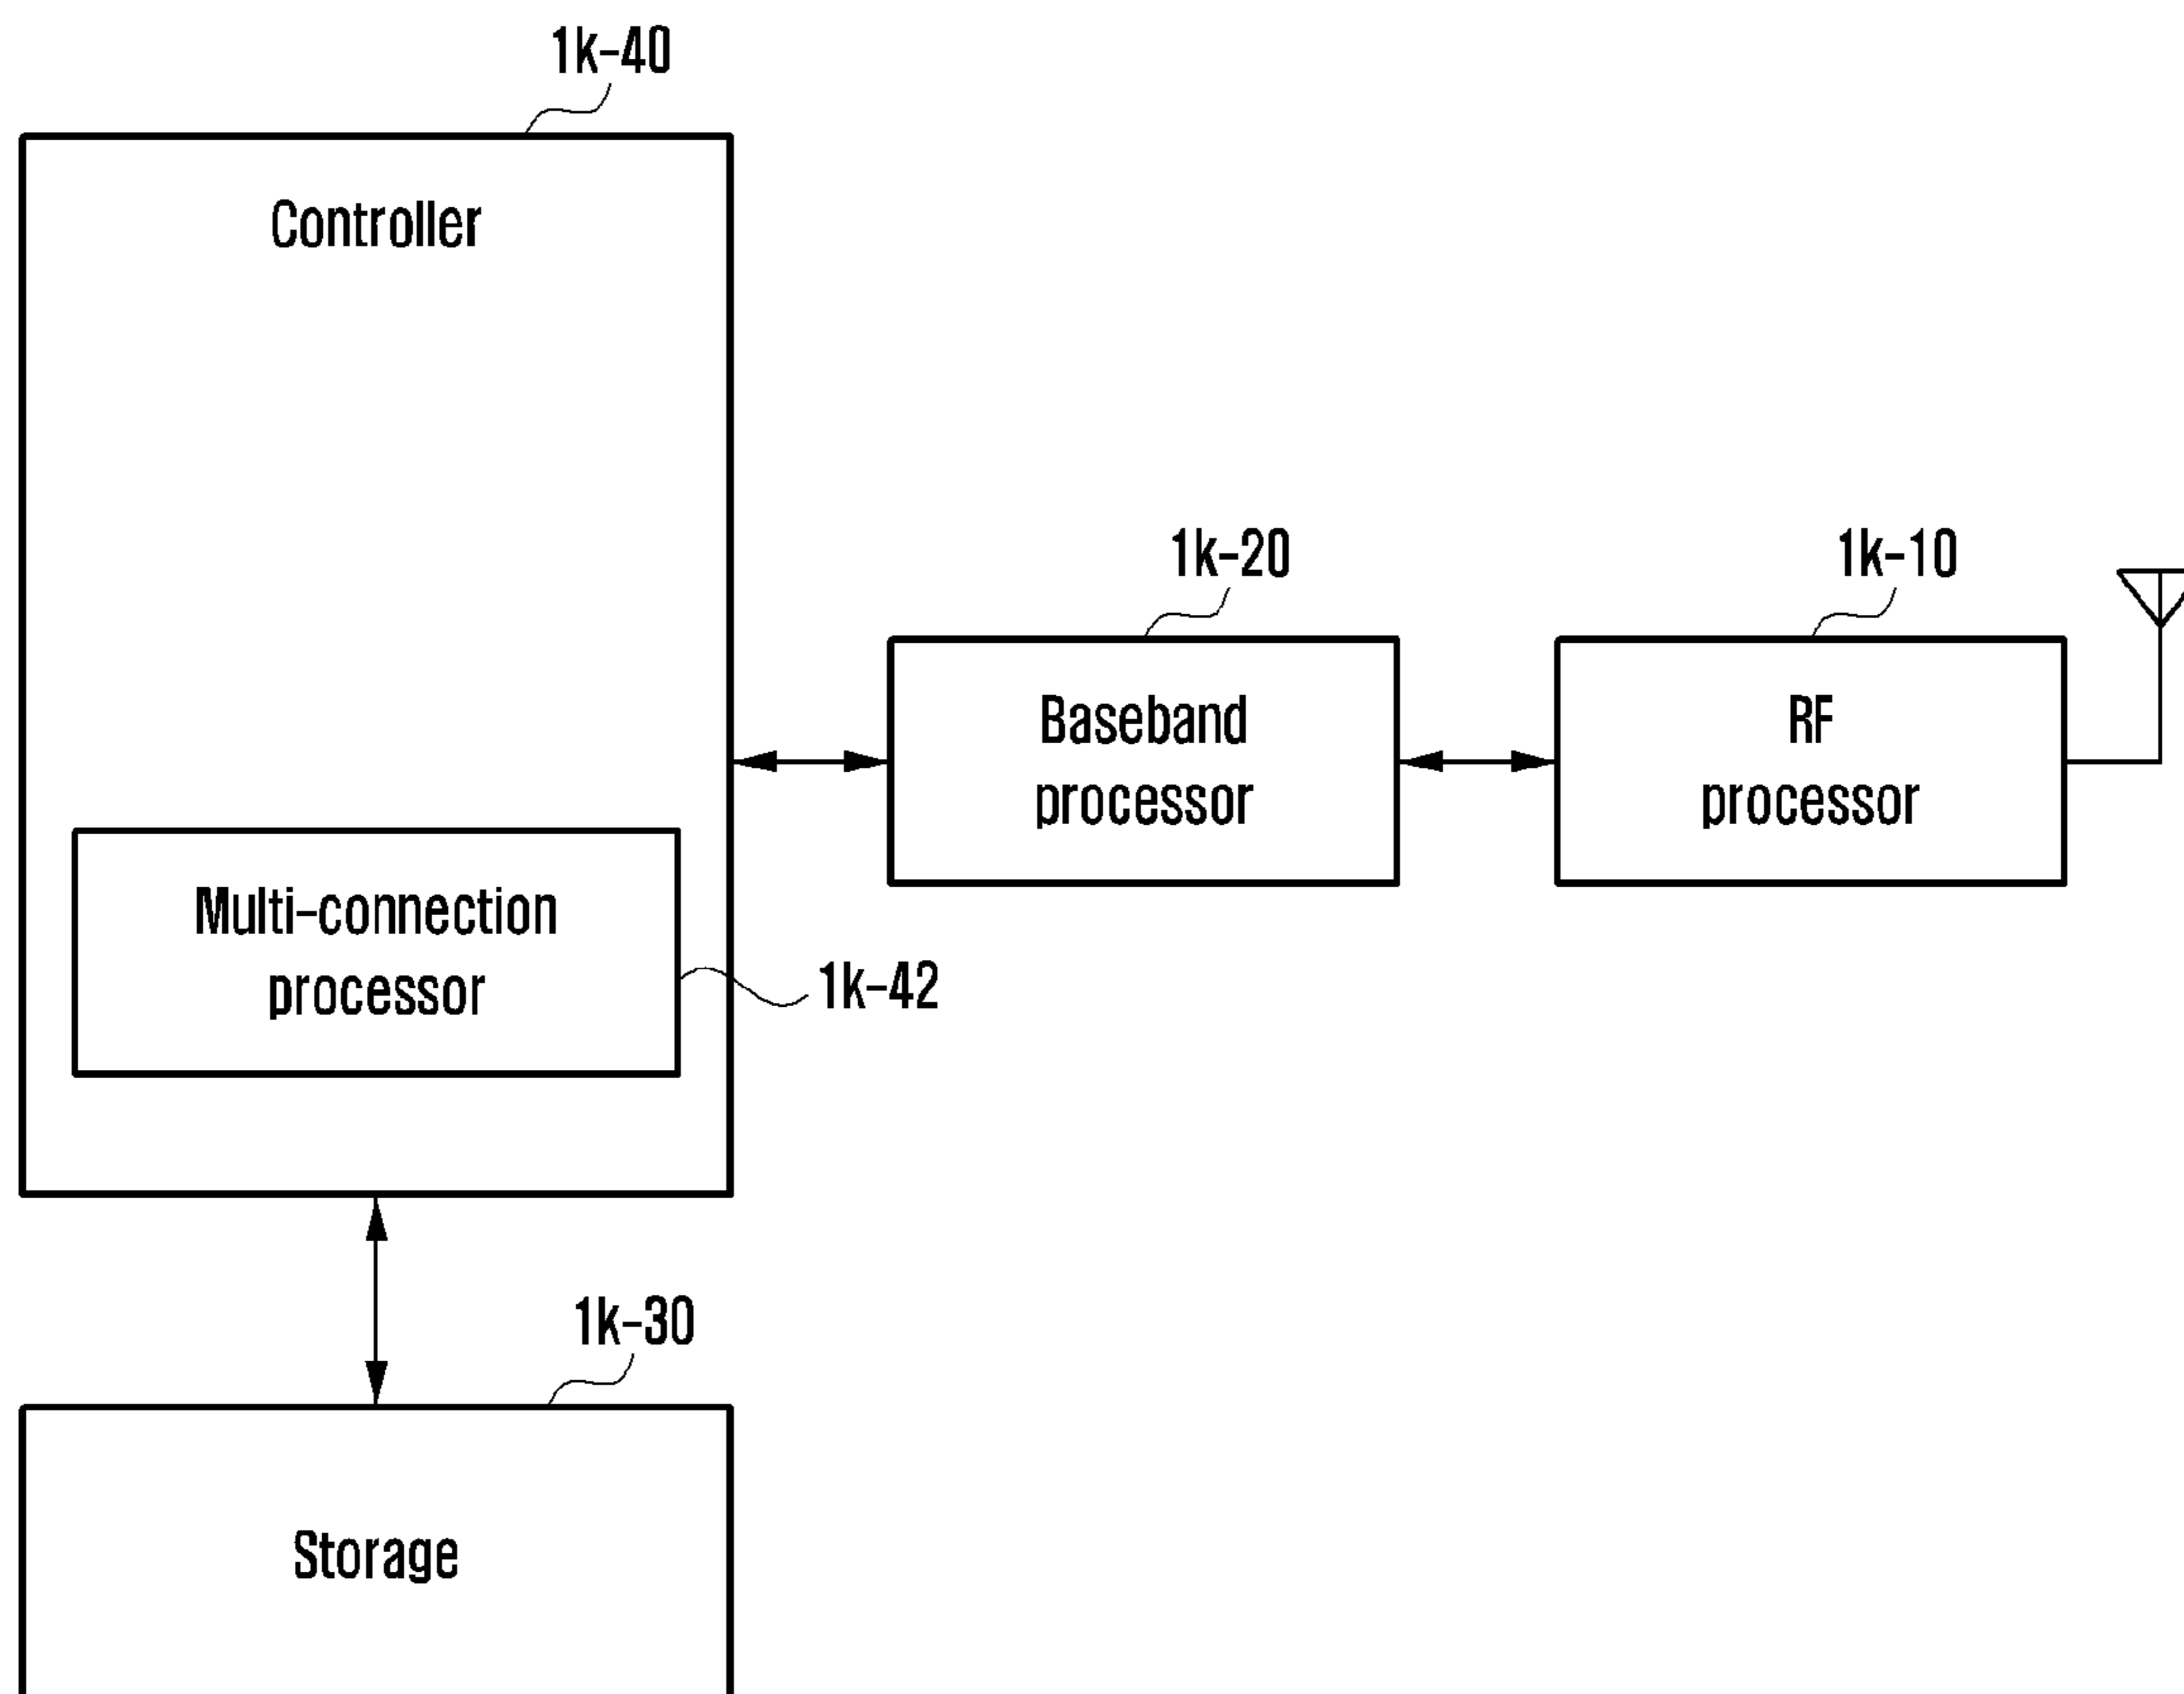 1k-40
Controller
1k-20
1k-10
Baseband
processor
RF
processor
Multi-connection
processor
1k-42
1k-30
Storage